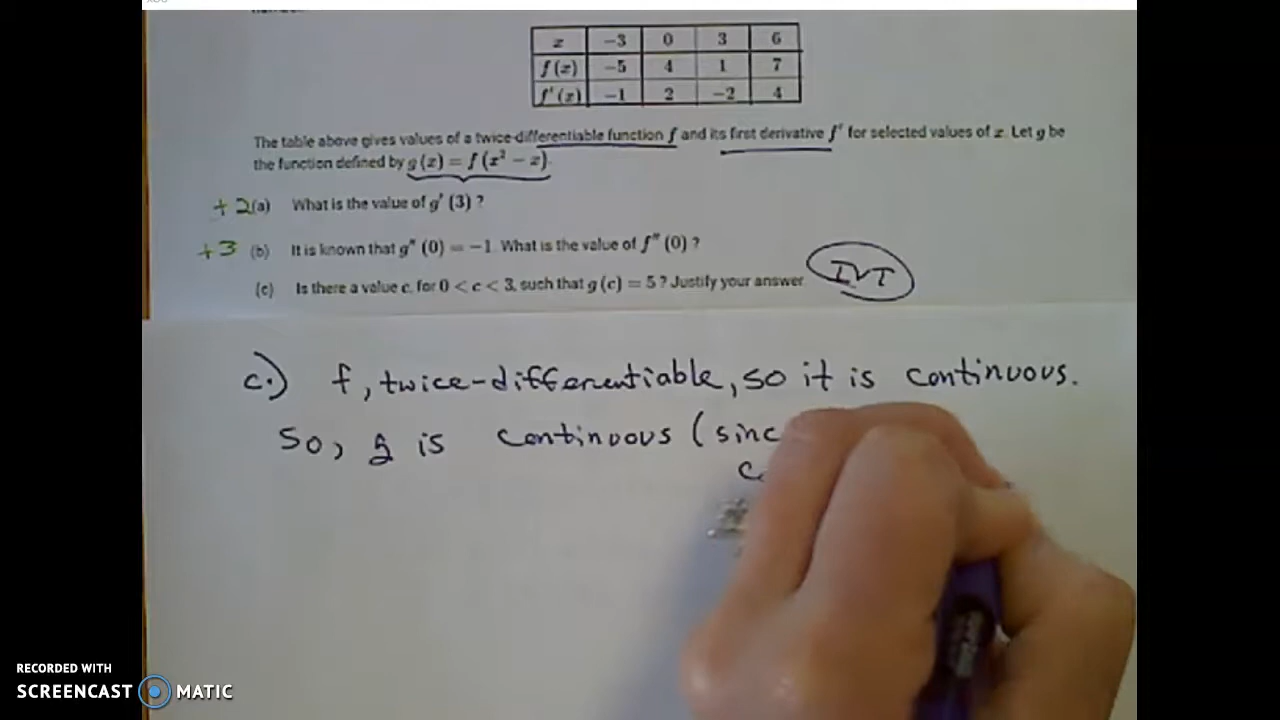 x −3 0 3 6
f(x) −5 4 1 7
f'(x) −1 2 −2 4
The table above gives values of a twice-differentiable function f and its first derivative f' for selected values of x. Let g be
the function defined by g(x) = f(x² − x).
+2 (a) What is the value of g'(3) ?
+3 (b) It is known that g"(0) = −1. What is the value of f"(0) ?
(c) Is there a value c, for 0 < c < 3, such that g(c) = 5 ? Justify your answer
IVT
c.) f, twice-differentiable, so it is continuous.
So, g is continuous (sinc
RECORDED WITH
SCREENCAST MATIC